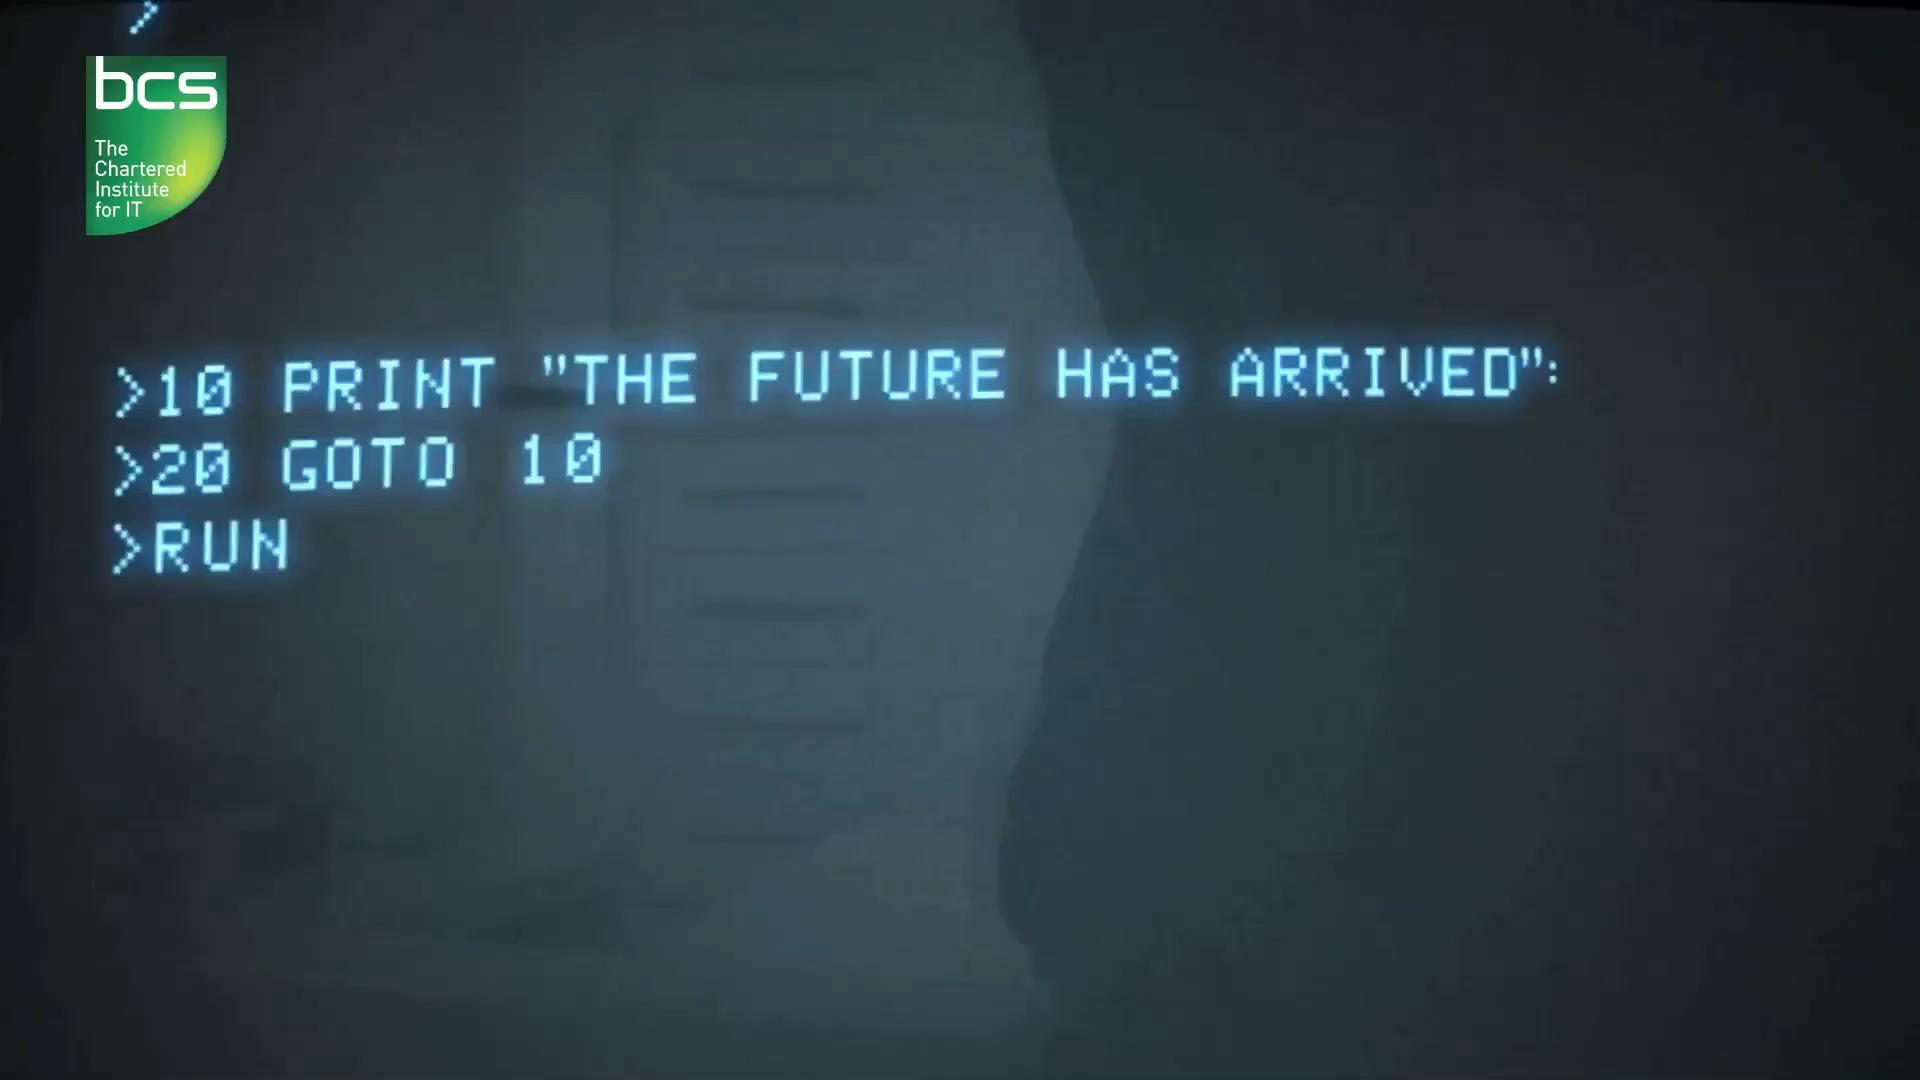 >
bcs
The
Chartered
Institute
for IT
>10 PRINT "THE FUTURE HAS ARRIVED":
>20 GOTO 10
>RUN